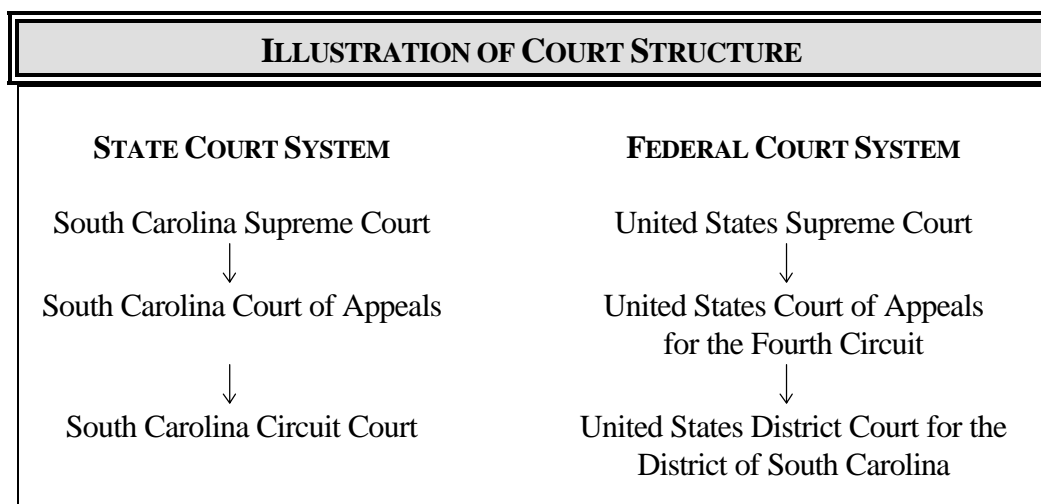 ILLUSTRATION OF COURT STRUCTURE
STATE COURT SYSTEM
South Carolina Supreme Court
South Carolina Court of Appeals
South Carolina Circuit Court
FEDERAL COURT SYSTEM
United States Supreme Court
United States Court of Appeals
for the Fourth Circuit
United States District Court for the
District of South Carolina